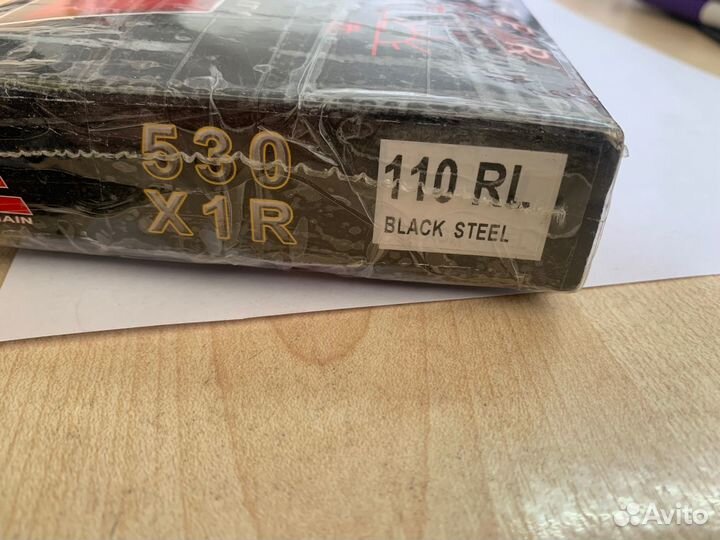 530
X1R
110 RL
BLACK STEEL
Avito